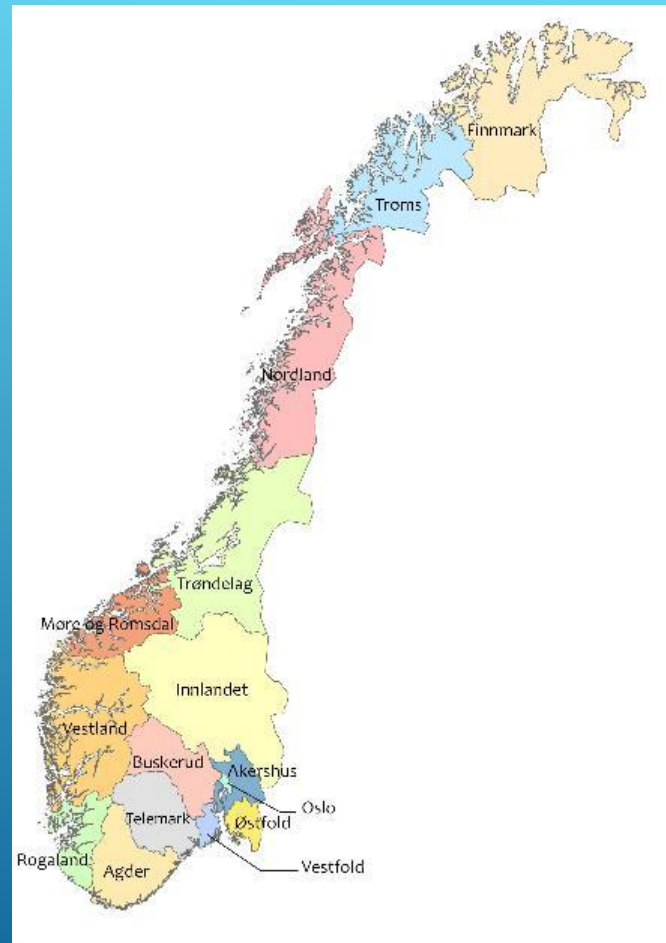 Finnmark
Troms
Nordland
Trøndelag
Møre og Romsdal
Innlandet
Vestland
Buskerud
Akershus
Oslo
Telemark
Østfold
Rogaland
Agder
Vestfold